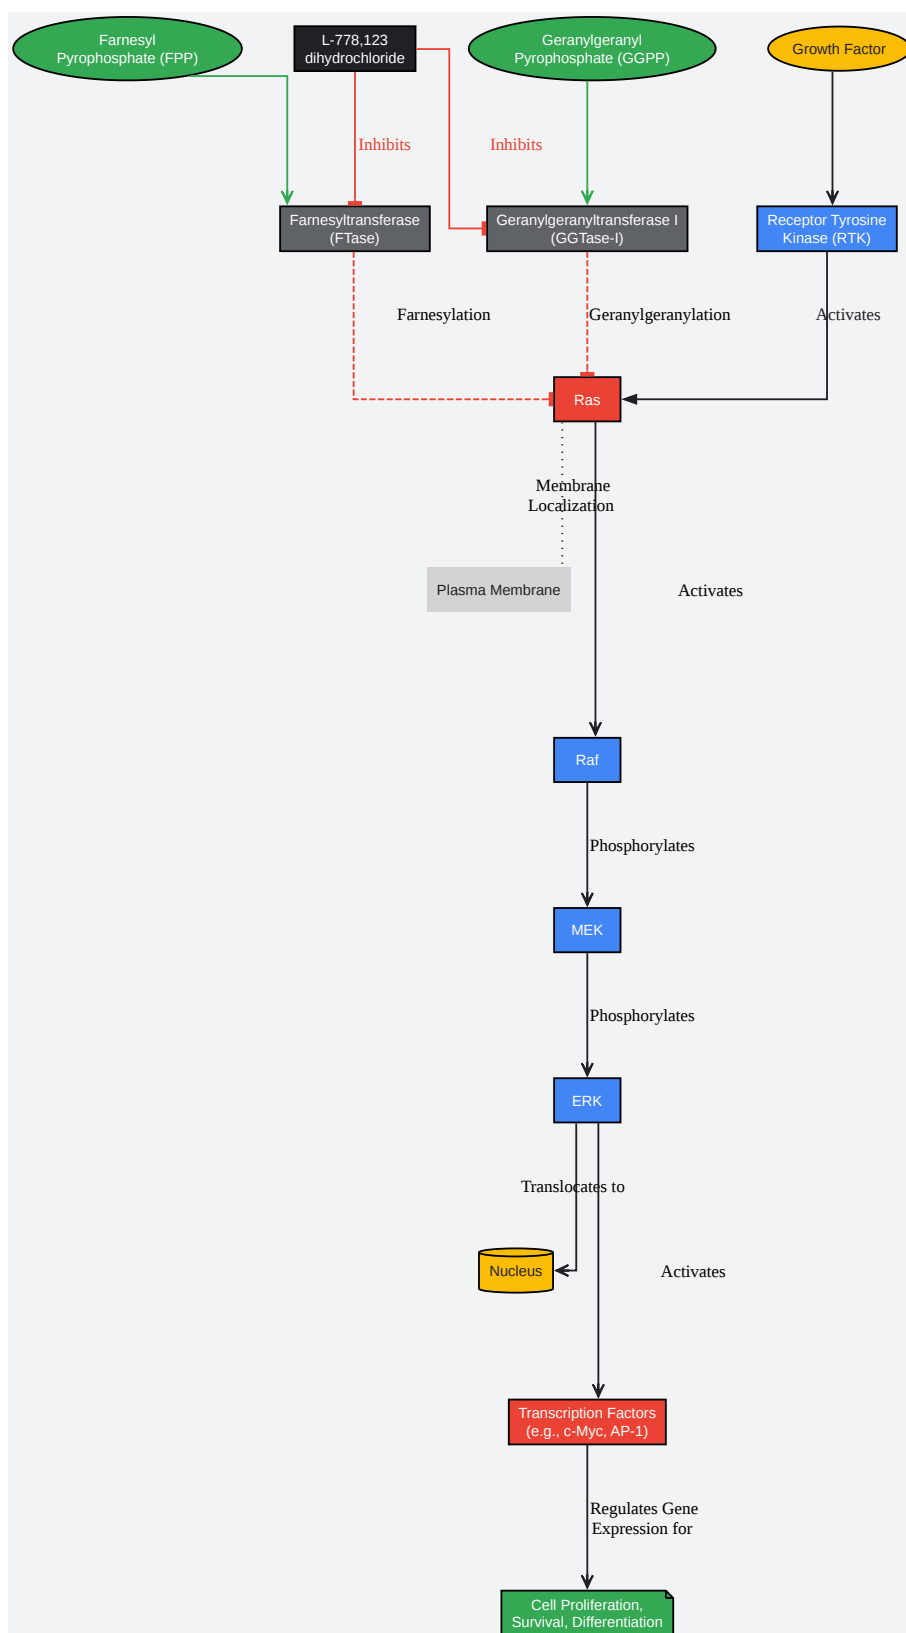 Farnesyl
Pyrophosphate (FPP)
L-778,123
dihydrochloride
Geranylgeranyl
Pyrophosphate (GGPP)
Growth Factor
Inhibits
Inhibits
Farnesyltransferase
(FTase)
Geranylgeranyltransferase I
(GGTase-I)
Receptor Tyrosine
Kinase (RTK)
Farnesylation
Geranylgeranylation
Activates
Ras
Membrane
Localization
Plasma Membrane
Activates
Raf
Phosphorylates
MEK
Phosphorylates
ERK
Translocates to
Nucleus
Activates
Transcription Factors
(e.g., c-Myc, AP-1)
Regulates Gene
Expression for
Cell Proliferation,
Survival, Differentiation